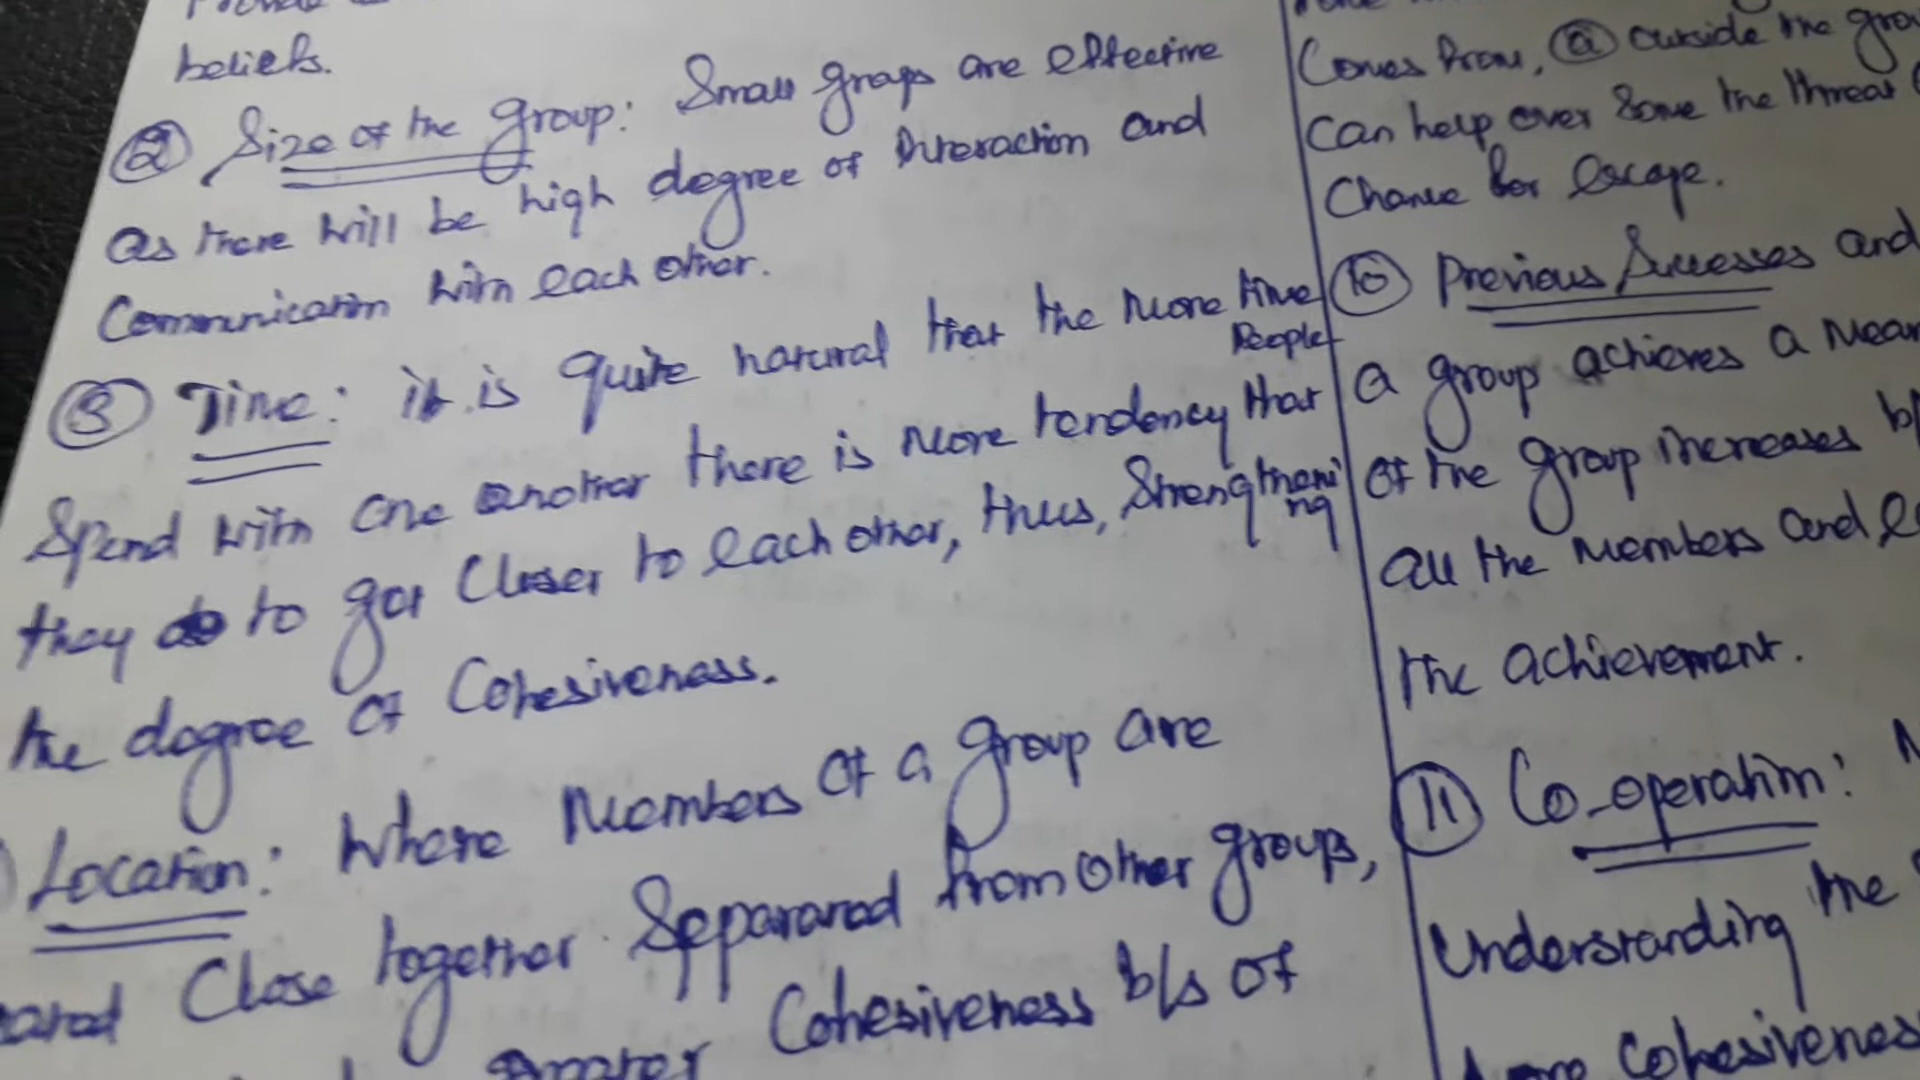 beliefs.
② Size of the group: Small groups are effective
as there will be high degree of interaction and
Communication with each other.
③ Time: it is quite natural that the more time
People
Spend with one another there is more tendency that
they to get Closer to each other, thus, Strengtheni
ng
the degree of Cohesiveness.
Location: Where Members of a group are
Close together Sepparated from other groups,
greater Cohesiveness b/s of
Comes from, ⓐ outside the
Can help over Some the threat
Chance for Escape.
⑩ Previous Successes and
a group achieves a
of the group increases
all the Members and
the achievement.
⑪ Co-operation:
Understanding the
Cohesiveness